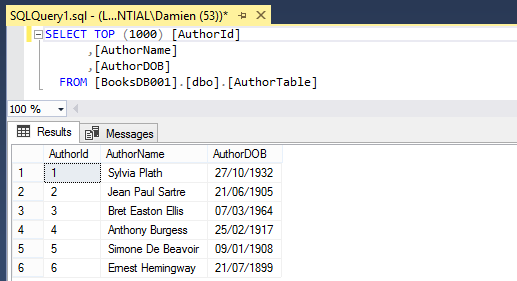 SQLQuery1.sql - (L...NTIAL\Damien (53))*
SELECT TOP (1000) [AuthorId]
,[AuthorName]
,[AuthorDOB]
FROM [BooksDB001].[dbo].[AuthorTable]
100 %
Results Messages
AuthorId AuthorName AuthorDOB
1 1 Sylvia Plath 27/10/1932
2 2 Jean Paul Sartre 21/06/1905
3 3 Bret Easton Ellis 07/03/1964
4 4 Anthony Burgess 25/02/1917
5 5 Simone De Beavoir 09/01/1908
6 6 Ernest Hemingway 21/07/1899